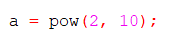 a = pow(2, 10);